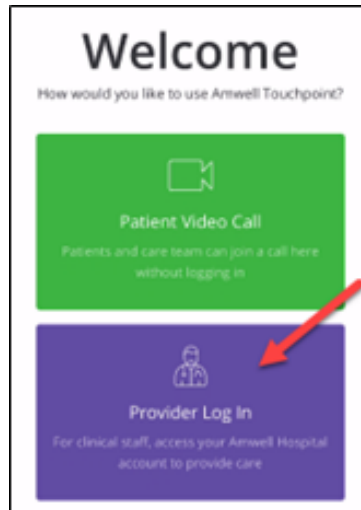 Welcome
How would you like to use Amwell Touchpoint?
Patient Video Call
Patients and care team can join a call here
without logging in
Provider Log In
For clinical staff, access your Amwell Hospital
account to provide care